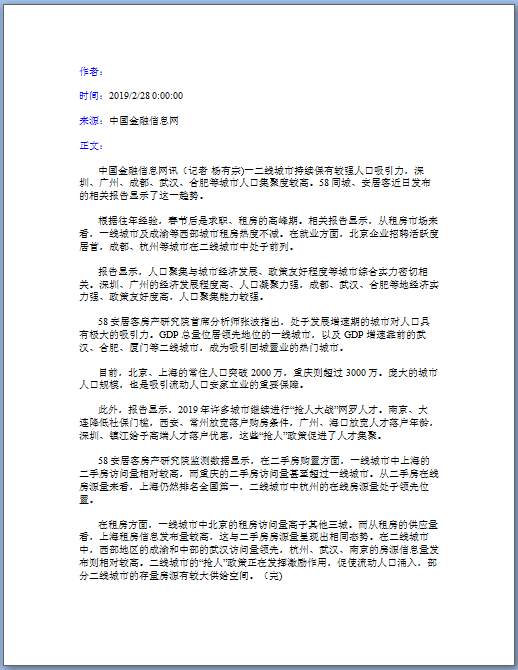 作者：
时间：2019/2/28 0:00:00
来源：中国金融信息网
正文：
中国金融信息网讯（记者 杨有宗)一二线城市持续保有较强人口吸引力，深
圳、广州、成都、武汉、合肥等城市人口集聚度较高。58 同城、安居客近日发布
的相关报告显示了这一趋势。
根据往年经验，春节后是求职、租房的高峰期。相关报告显示，从租房市场来
看，一线城市及成渝等西部城市租房热度不减。在就业方面，北京企业招聘活跃度
居首，成都、杭州等城市在二线城市中处于前列。
报告显示，人口聚集与城市经济发展、政策友好程度等城市综合实力密切相
关。深圳、广州的经济发展程度高、人口凝聚力强，成都、武汉、合肥等地经济实
力强、政策友好度高，人口聚集能力较强。
58 安居客房产研究院首席分析师张波指出，处于发展增速期的城市对人口具
有极大的吸引力。GDP 总量位居领先地位的一线城市，以及 GDP 增速靠前的武
汉、合肥、厦门等二线城市，成为吸引回城置业的热门城市。
目前，北京、上海的常住人口突破 2000 万，重庆则超过 3000 万。庞大的城市
人口规模，也是吸引流动人口安家立业的重要保障。
此外，报告显示，2019 年许多城市继续进行“抢人大战”网罗人才。南京、大
连降低社保门槛，西安、常州放宽落户购房条件，广州、海口放宽人才落户年龄，
深圳、镇江给予高端人才落户优惠，这些“抢人”政策促进了人才集聚。
58 安居客房产研究院监测数据显示，在二手房购置方面，一线城市中上海的
二手房访问量相对较高，而重庆的二手房访问量甚至超过一线城市。从二手房在线
房源量来看，上海仍然排名全国第一，二线城市中杭州的在线房源量处于领先位
置。
在租房方面，一线城市中北京的租房访问量高于其他三城。而从租房的供应量
看，上海租房信息发布量较高，这与二手房房源量呈现出相同态势。在二线城市
中，西部地区的成渝和中部的武汉访问量领先，杭州、武汉、南京的房源信息量发
布则相对较高。二线城市的“抢人”政策正在发挥激励作用，促使流动人口涌入，部
分二线城市的存量房源有较大供给空间。（完)